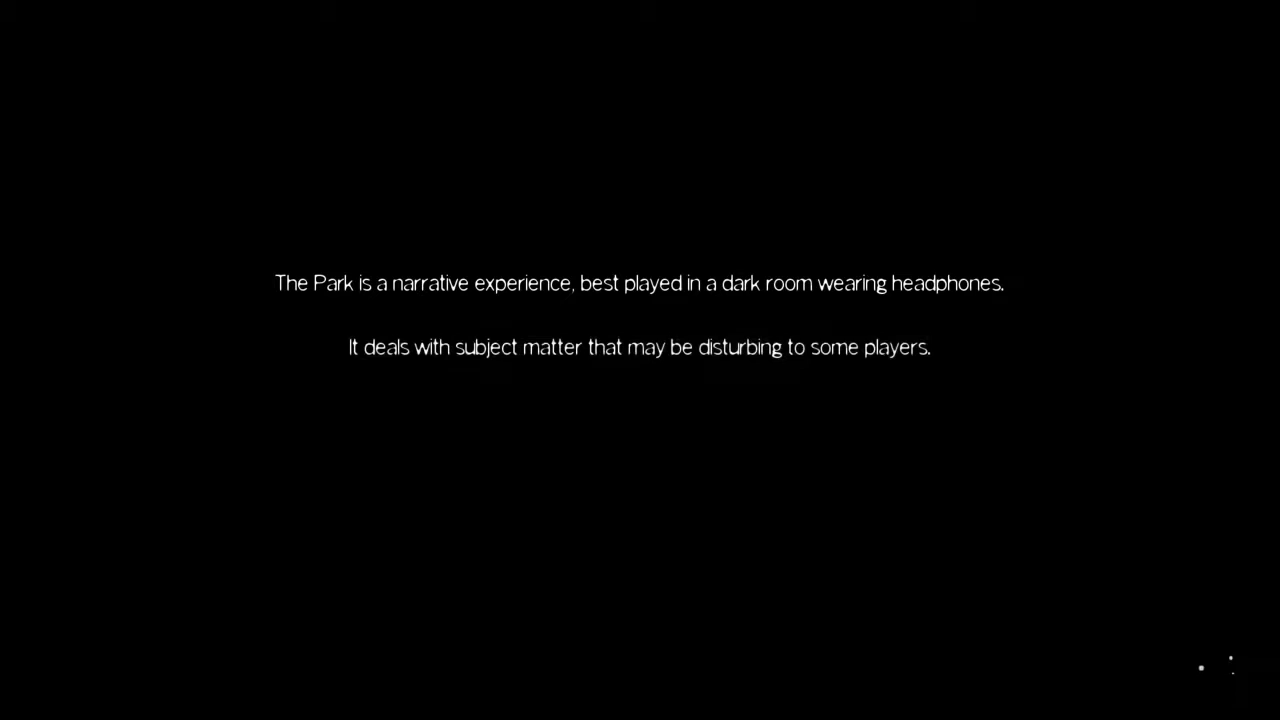 The Park is a narrative experience, best played in a dark room wearing headphones.
It deals with subject matter that may be disturbing to some players.